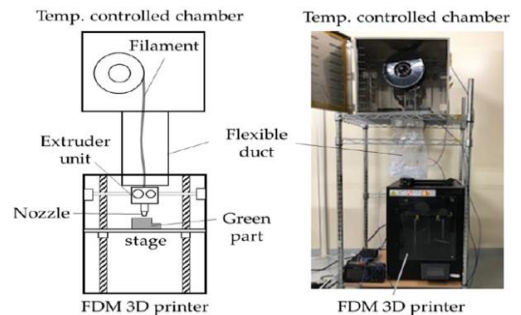 Temp. controlled chamber
Filament
Extruder
unit
Nozzle
stage
Green
part
FDM 3D printer
Flexible
duct
Temp. controlled chamber
FDM 3D printer